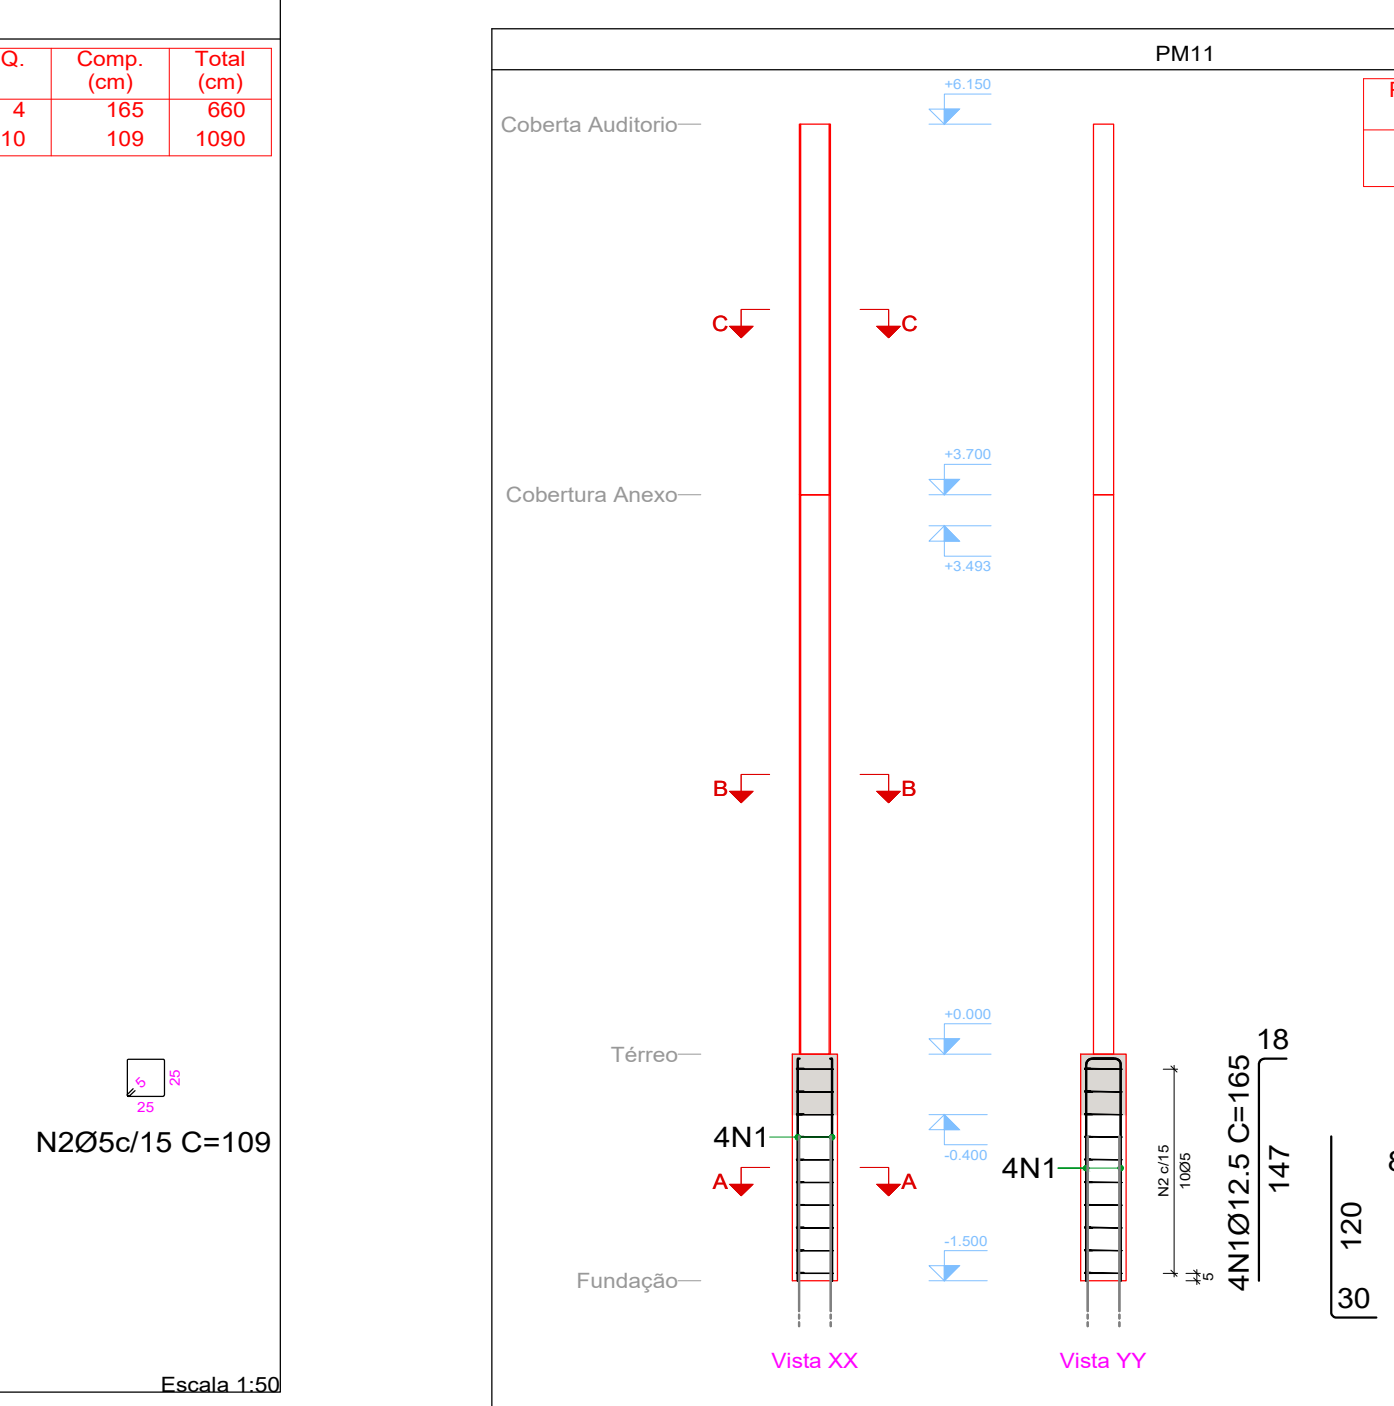 Q.
Comp.
(cm)
Total
(cm)
4
165
660
10
109
1090
5
25
25
N2Ø5c/15 C=109
Escala 1:50
PM11
+6.150
Coberta Auditorio
C
C
+3.700
Cobertura Anexo
+3.493
B
B
+0.000
Térreo
4N1
-0.400
4N1
A
A
-1.500
Fundação
N2 c/15
10Ø5
5
4N1Ø12.5 C=165
18
147
120
30
Vista XX
Vista YY